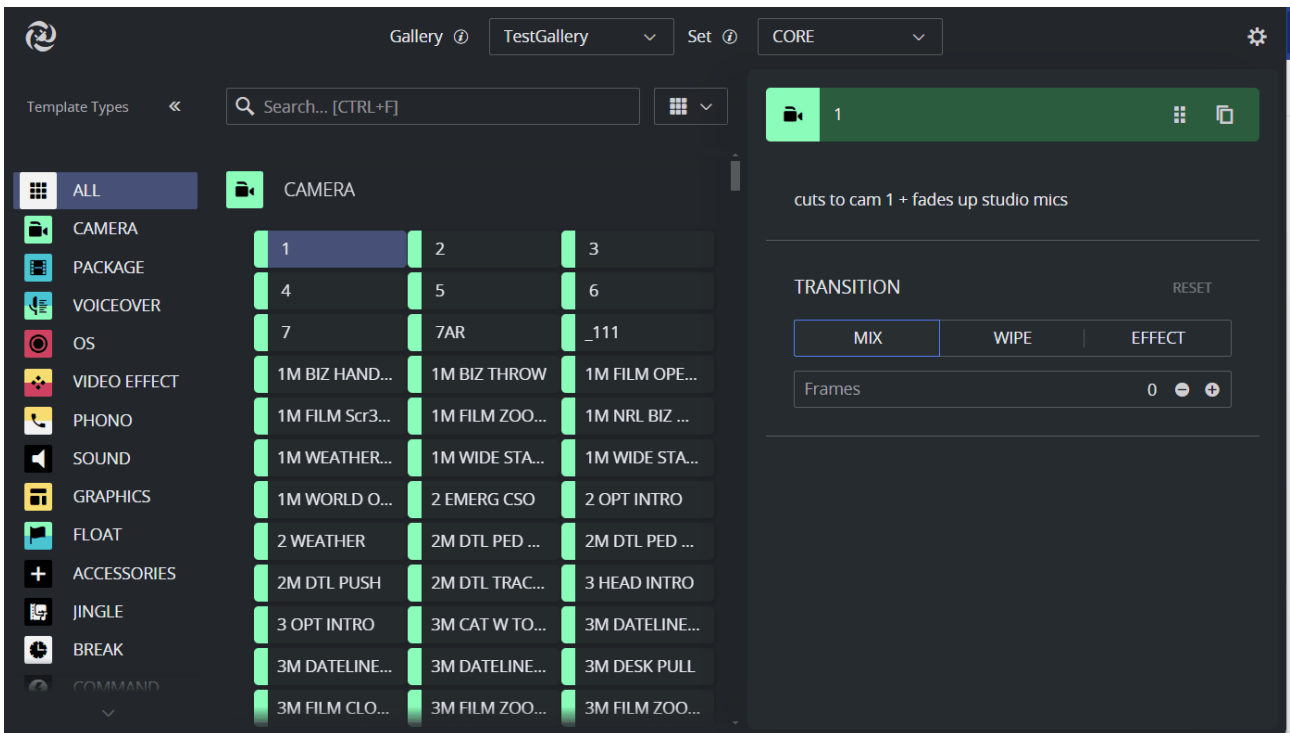 Gallery TestGallery Set CORE
Template Types
Search... [CTRL+F]
1
cuts to cam 1 + fades up studio mics
TRANSITION RESET
MIX WIPE EFFECT
Frames 0
ALL
CAMERA
PACKAGE
VOICEOVER
OS
VIDEO EFFECT
PHONO
SOUND
GRAPHICS
FLOAT
ACCESSORIES
JINGLE
BREAK
COMMAND
CAMERA
1 2 3
4 5 6
7 7AR _111
1M BIZ HAND... 1M BIZ THROW 1M FILM OPE...
1M FILM Scr3... 1M FILM ZOO... 1M NRL BIZ ...
1M WEATHER... 1M WIDE STA... 1M WIDE STA...
1M WORLD O... 2 EMERG CSO 2 OPT INTRO
2 WEATHER 2M DTL PED ... 2M DTL PED ...
2M DTL PUSH 2M DTL TRAC... 3 HEAD INTRO
3 OPT INTRO 3M CAT W TO... 3M DATELINE...
3M DATELINE... 3M DATELINE... 3M DESK PULL
3M FILM CLO... 3M FILM ZOO... 3M FILM ZOO...